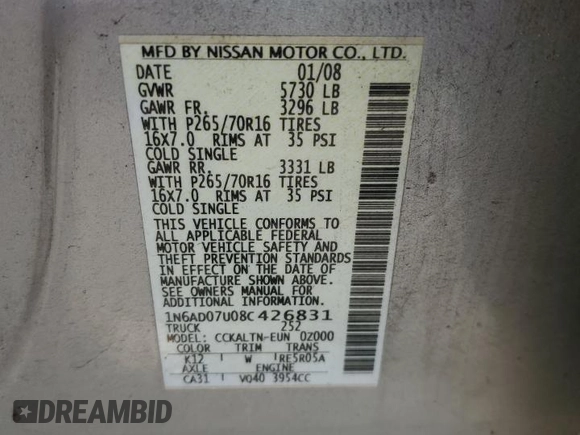 MFD BY NISSAN MOTOR CO., LTD.
DATE 01/08
GVWR 5730 LB
GAWR FR. 3296 LB
WITH P265/70R16 TIRES
16X7.0 RIMS AT 35 PSI
COLD SINGLE
GAWR RR. 3331 LB
WITH P265/70R16 TIRES
16X7.0 RIMS AT 35 PSI
COLD SINGLE
THIS VEHICLE CONFORMS TO
ALL APPLICABLE FEDERAL
MOTOR VEHICLE SAFETY AND
THEFT PREVENTION STANDARDS
IN EFFECT ON THE DATE OF
MANUFACTURE SHOWN ABOVE.
SEE OWNERS MANUAL FOR
ADDITIONAL INFORMATION
1N6AD07U08C426831
TRUCK 252
MODEL: CCKALTN-EUN 0Z000
COLOR TRIM TRANS
K12 W RE5R05A
AXLE ENGINE
CA31 VQ40 3954CC
DREAMBID